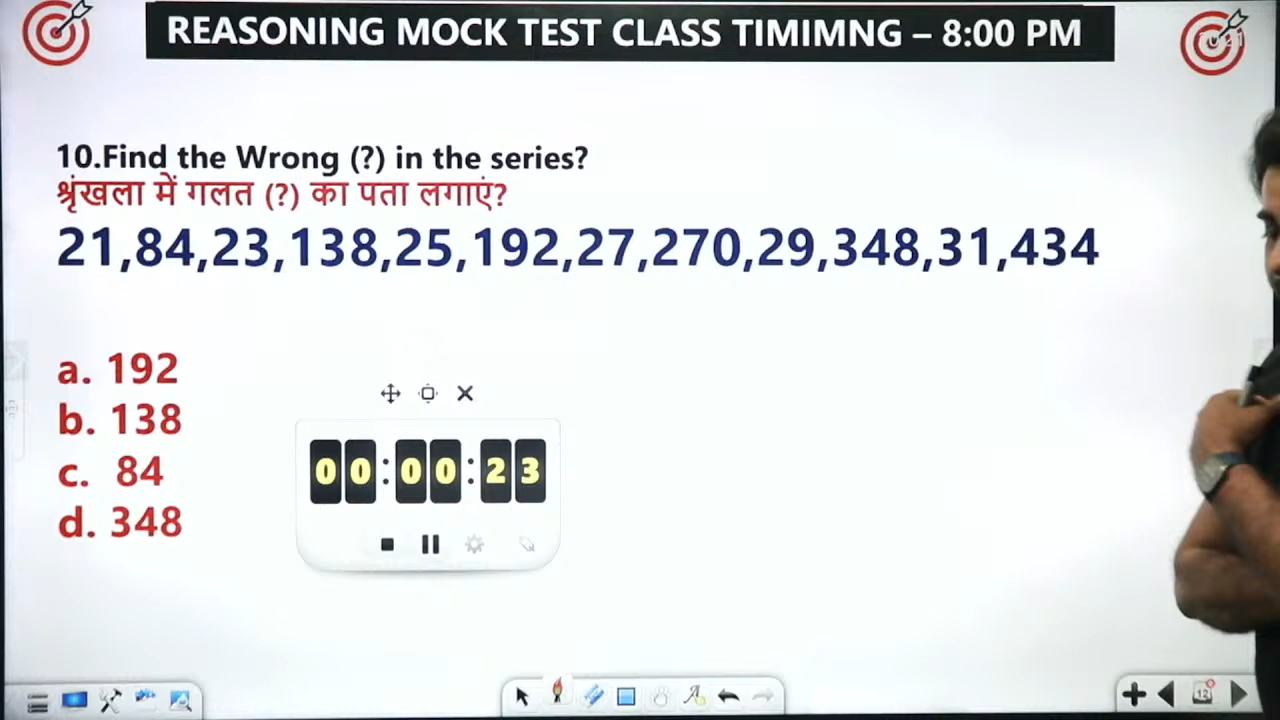 REASONING MOCK TEST CLASS TIMIMNG – 8:00 PM
10.Find the Wrong (?) in the series?
श्रृंखला में गलत (?) का पता लगाएं?
21,84,23,138,25,192,27,270,29,348,31,434
a. 192
b. 138
c. 84
d. 348
00:00:23
12